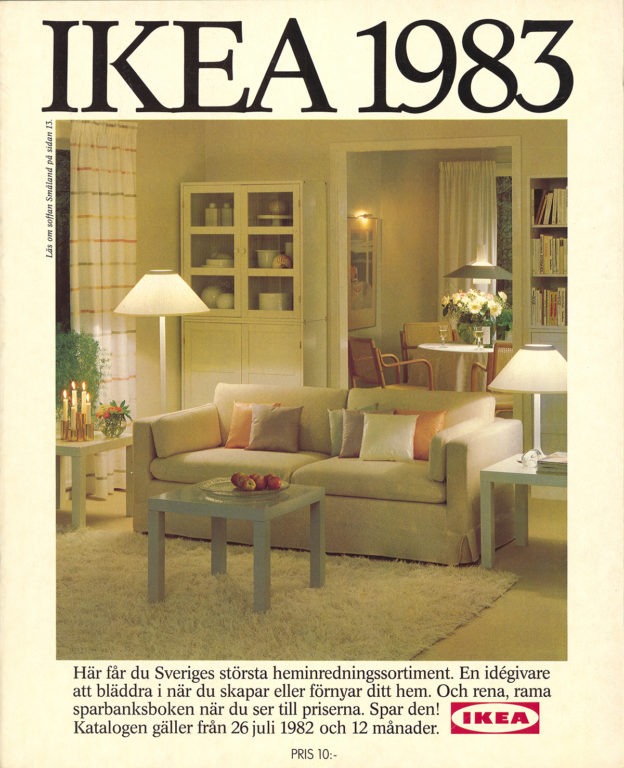 IKEA 1983
Läs om soffan Småland på sidan 13.
Här får du Sveriges största heminredningssortiment. En idégivare
att bläddra i när du skapar eller förnyar ditt hem. Och rena, rama
sparbanksboken när du ser till priserna. Spar den!
Katalogen gäller från 26 juli 1982 och 12 månader.
IKEA
PRIS 10:-